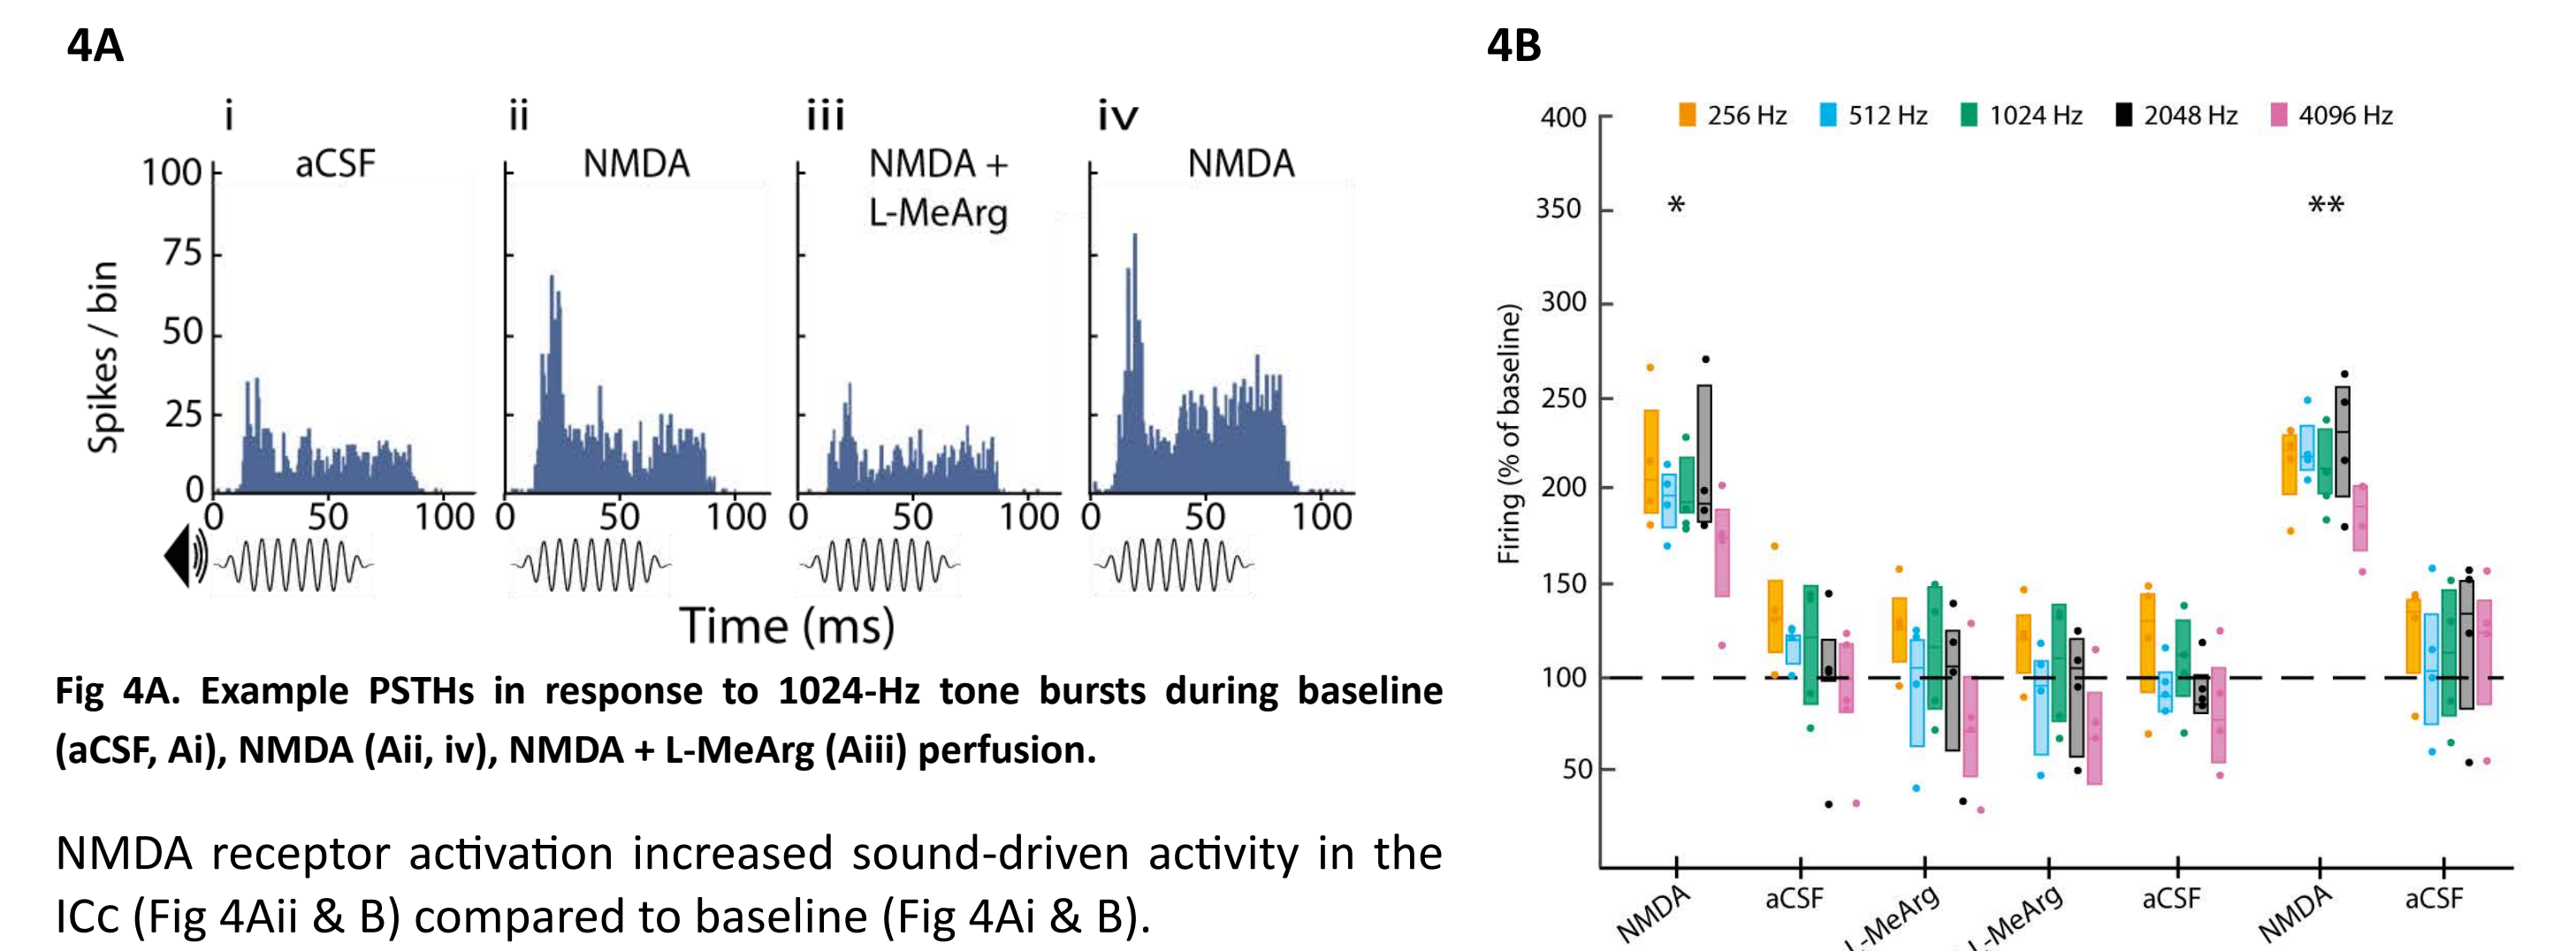 4A
i ii iii iv
aCSF NMDA NMDA + NMDA
L-MeArg
100
75
50
25
0
Spikes / bin
0 50 100 0 50 100 0 50 100 0 50 100
Time (ms)
Fig 4A. Example PSTHs in response to 1024-Hz tone bursts during baseline
(aCSF, Ai), NMDA (Aii, iv), NMDA + L-MeArg (Aiii) perfusion.
NMDA receptor activation increased sound-driven activity in the
ICc (Fig 4Aii & B) compared to baseline (Fig 4Ai & B).
4B
256 Hz 512 Hz 1024 Hz 2048 Hz 4096 Hz
400
350
300
250
200
150
100
50
* **
Firing (% of baseline)
NMDA aCSF L-MeArg L-MeArg aCSF NMDA aCSF